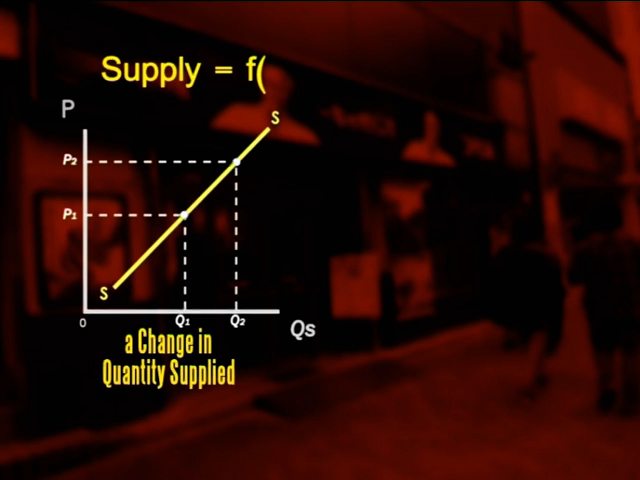 Supply = f(
P
S
P₂
P₁
S
0
Q₁
Q₂
Qs
a Change in
Quantity Supplied